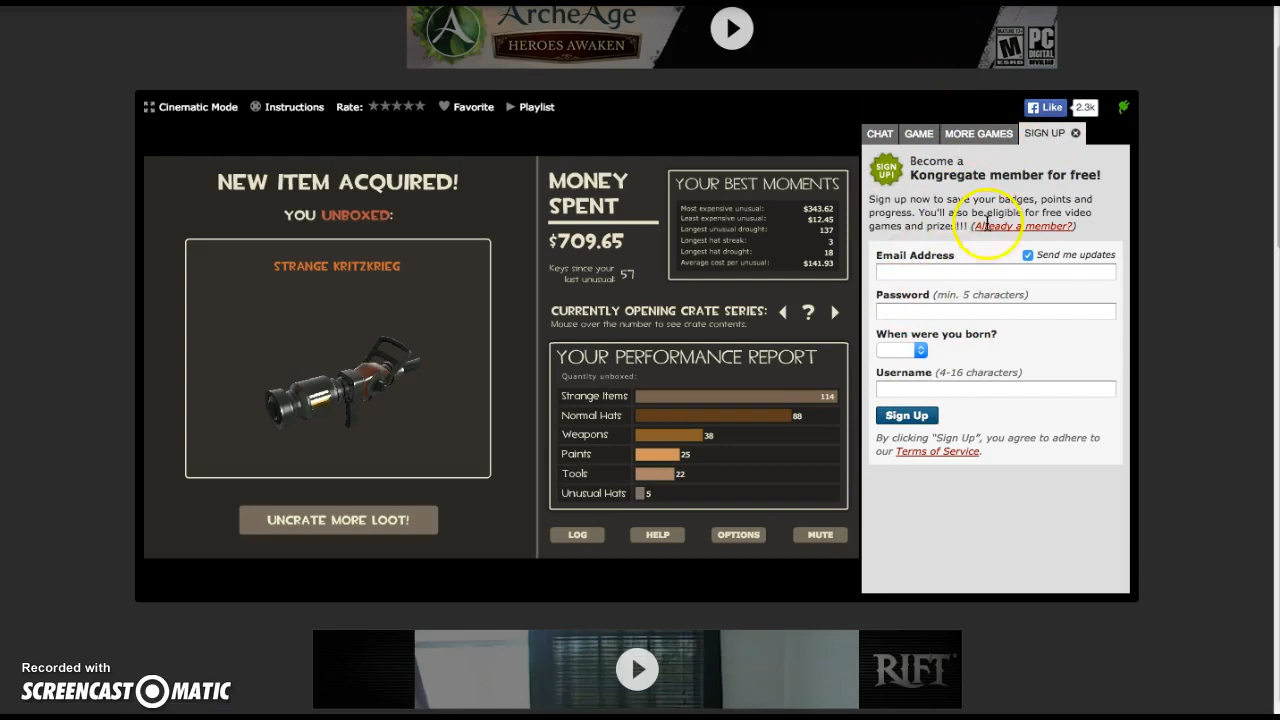 ARCHEAGE
HEROES AWAKEN
MATURE 17+
M
ESRB
PC
DIGITAL
DOWNLOAD
Cinematic Mode Instructions Rate: Favorite Playlist
Like 2.3k
CHAT GAME MORE GAMES SIGN UP
NEW ITEM ACQUIRED!
YOU UNBOXED:
STRANGE KRITZKRIEG
UNCRATE MORE LOOT!
MONEY
SPENT
$709.65
Keys since your
last unusual: 57
YOUR BEST MOMENTS
Most expensive unusual: $343.62
Least expensive unusual: $12.45
Longest unusual drought: 137
Longest hat streak: 3
Longest hat drought: 18
Average cost per unusual: $141.93
CURRENTLY OPENING CRATE SERIES: ?
Mouse over the number to see crate contents.
YOUR PERFORMANCE REPORT
Quantity unboxed:
Strange Items 114
Normal Hats 88
Weapons 38
Paints 25
Tools 22
Unusual Hats 5
LOG HELP OPTIONS MUTE
SIGN
UP!
Become a
Kongregate member for free!
Sign up now to save your badges, points and
progress. You'll also be eligible for free video
games and prizes!!! (Already a member?)
Email Address Send me updates
Password (min. 5 characters)
When were you born?
Username (4-16 characters)
Sign Up
By clicking "Sign Up", you agree to adhere to
our Terms of Service.
RIFT
Recorded with
SCREENCAST-O-MATIC